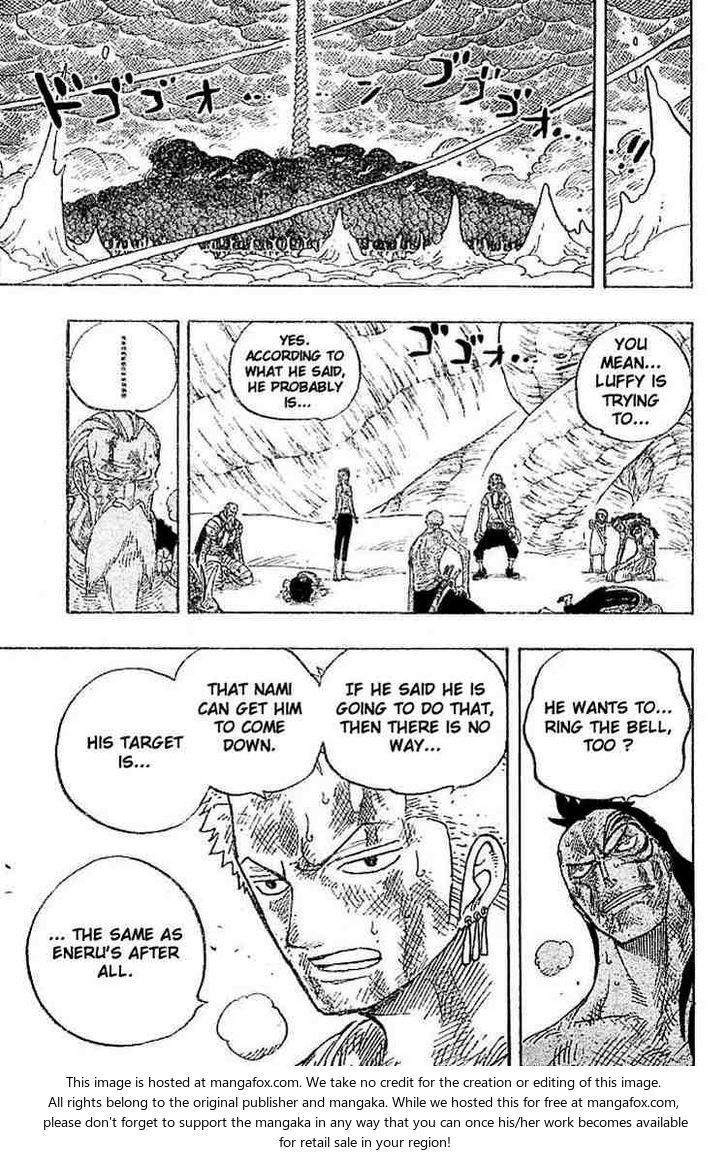 ドゴゴオ……ン
ゴゴゴオ……!!
YOU
MEAN...
LUFFY IS
TRYING
TO...
ゴゴオ…
YES.
ACCORDING TO
WHAT HE SAID,
HE PROBABLY
IS...
...........
HE WANTS TO...
RING THE BELL,
TOO ?
IF HE SAID HE IS
GOING TO DO THAT,
THEN THERE IS NO
WAY...
THAT NAMI
CAN GET HIM
TO COME
DOWN.
HIS TARGET
IS...
... THE SAME AS
ENERU'S AFTER
ALL.
This image is hosted at mangafox.com. We take no credit for the creation or editing of this image.
All rights belong to the original publisher and mangaka. While we hosted this for free at mangafox.com,
please don't forget to support the mangaka in any way that you can once his/her work becomes available
for retail sale in your region!